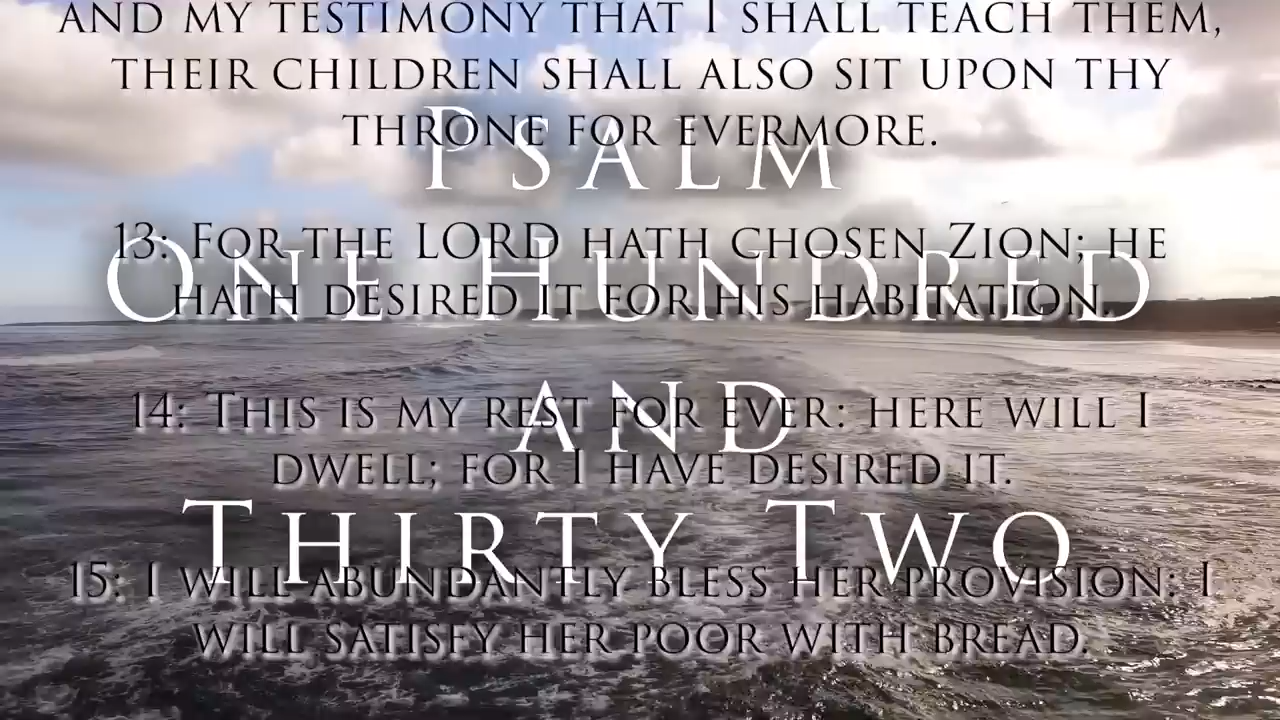 AND MY TESTIMONY THAT I SHALL TEACH THEM,
THEIR CHILDREN SHALL ALSO SIT UPON THY
THRONE FOR EVERMORE.
PSALM
13: FOR THE LORD HATH CHOSEN ZION; HE
ONE HUNDRED
HATH DESIRED IT FOR HIS HABITATION.
AND
14: THIS IS MY REST FOR EVER: HERE WILL I
DWELL; FOR I HAVE DESIRED IT.
THIRTY TWO
15: I WILL ABUNDANTLY BLESS HER PROVISION: I
WILL SATISFY HER POOR WITH BREAD.